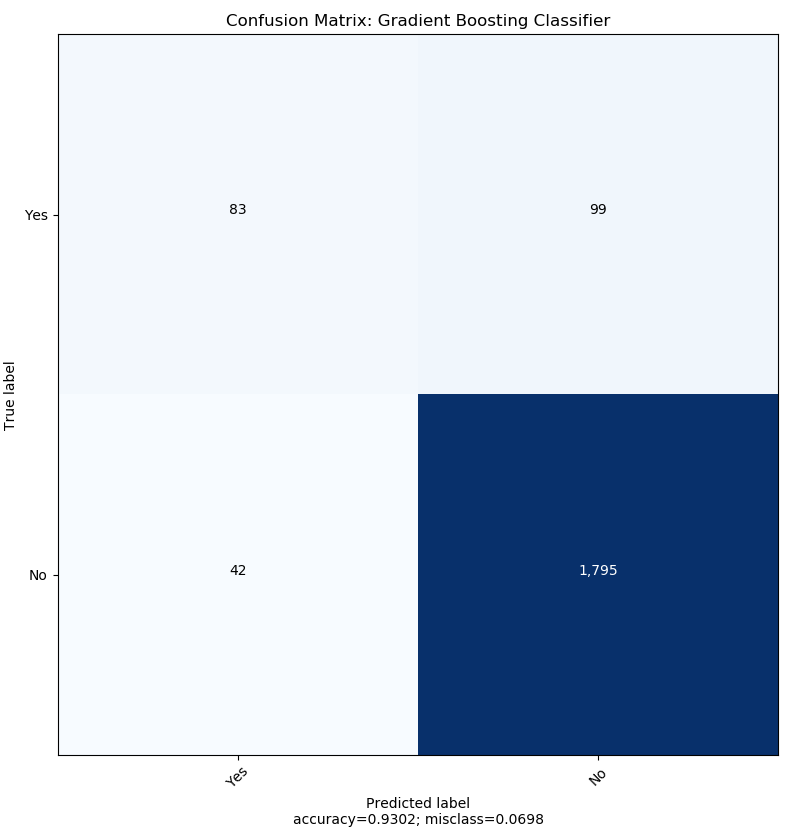 Confusion Matrix: Gradient Boosting Classifier
True label
Yes
83
99
No
42
1,795
Yes
No
Predicted label
accuracy=0.9302; misclass=0.0698